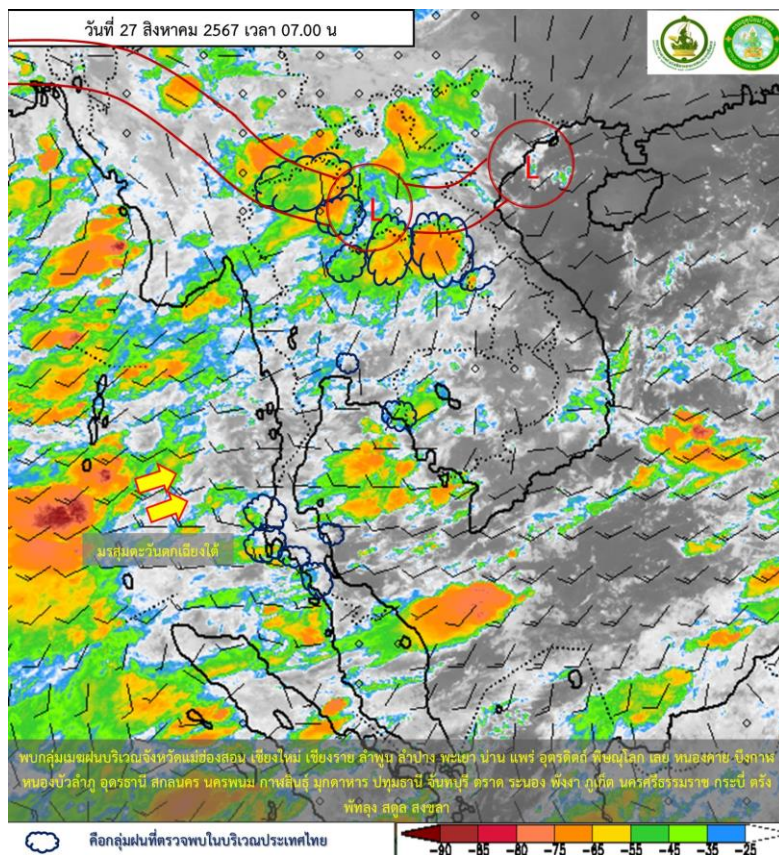 วันที่ 27 สิงหาคม 2567 เวลา 07.00 น
L
L
มรสุมตะวันตกเฉียงใต้
พบกลุ่มเมฆฝนบริเวณจังหวัดแม่ฮ่องสอน เชียงใหม่ เชียงราย ลำพูน ลำปาง พะเยา น่าน แพร่ อุตรดิตถ์ พิษณุโลก เลย หนองคาย บึงกาฬ
หนองบัวลำภู อุดรธานี สกลนคร นครพนม กาฬสินธุ์ มุกดาหาร ปทุมธานี จันทบุรี ตราด ระนอง พังงา ภูเก็ต นครศรีธรรมราช กระบี่ ตรัง
พัทลุง สตูล สงขลา
คือกลุ่มฝนที่ตรวจพบในบริเวณประเทศไทย
-90 -85 -80 -75 -65 -55 -45 -35 -25